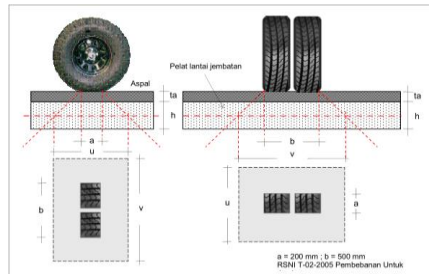 Aspal
Pelat lantai jembatan
ta
h
ta
h
a
u
b
v
b
v
u
a
a = 200 mm ; b = 500 mm
RSNI T-02-2005 Pembebanan Untuk